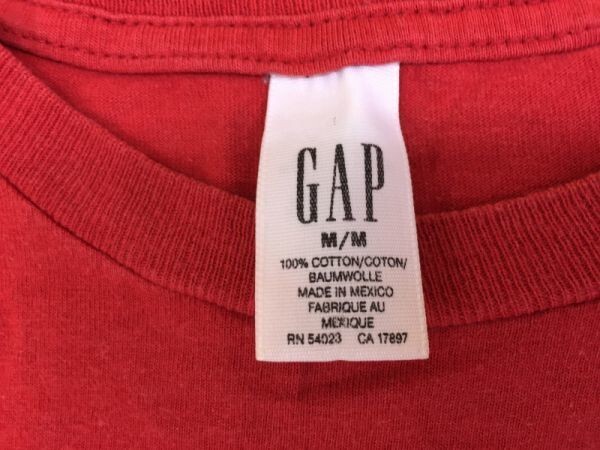 GAP
M/M
100% COTTON/COTON/
BAUMWOLLE
MADE IN MEXICO
FABRIQUE AU
MEXIQUE
RN 54023 CA 17897